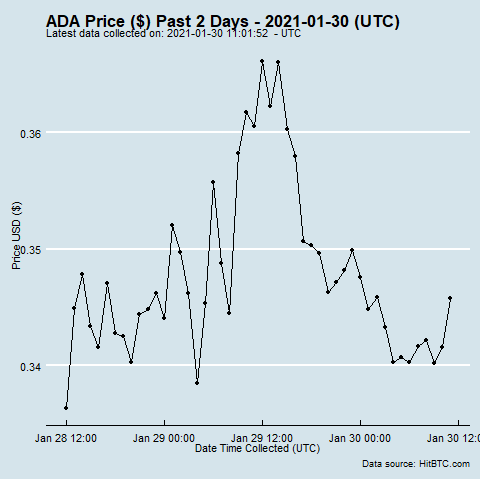 ADA Price ($) Past 2 Days - 2021-01-30 (UTC)
Latest data collected on: 2021-01-30 11:01:52 - UTC
0.36
0.35
0.34
Price USD ($)
Jan 28 12:00 Jan 29 00:00 Jan 29 12:00 Jan 30 00:00 Jan 30 12:
Date Time Collected (UTC)
Data source: HitBTC.com